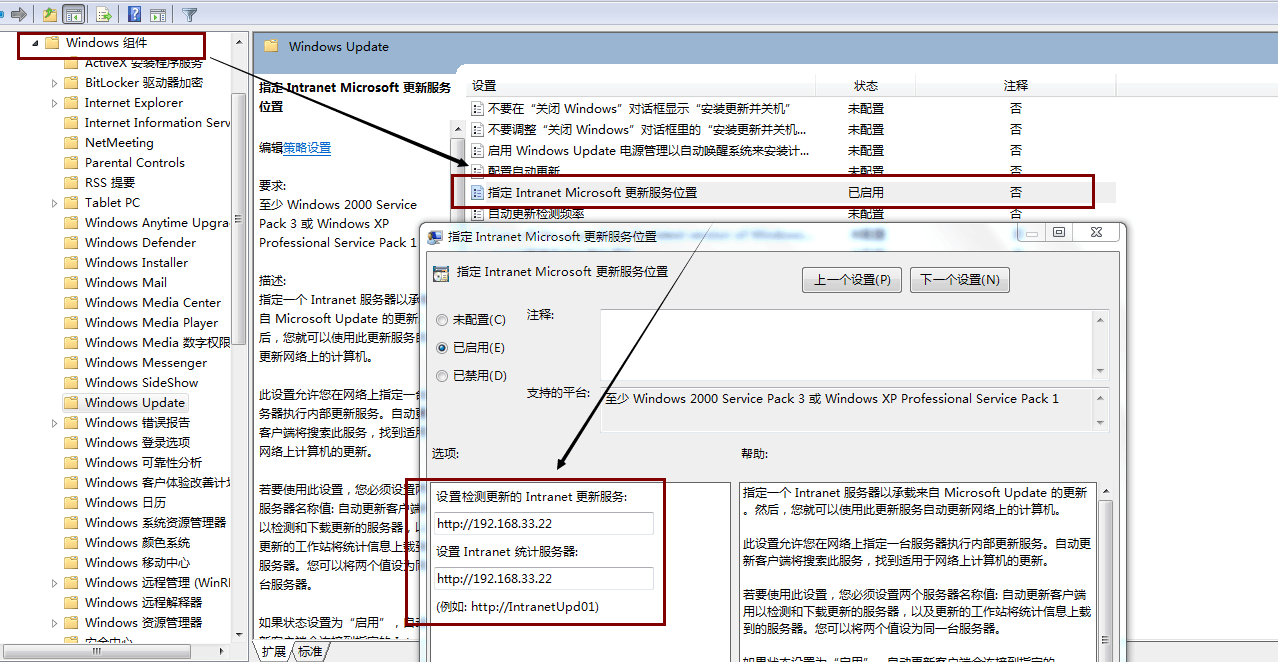 Windows 组件
ActiveX 安装程序服务
BitLocker 驱动器加密
Internet Explorer
Internet Information Serv
NetMeeting
Parental Controls
RSS 提要
Tablet PC
Windows Anytime Upgra
Windows Defender
Windows Installer
Windows Mail
Windows Media Center
Windows Media Player
Windows Media 数字权限
Windows Messenger
Windows SideShow
Windows Update
Windows 错误报告
Windows 登录选项
Windows 可靠性分析
Windows 客户体验改善计划
Windows 日历
Windows 系统资源管理器
Windows 颜色系统
Windows 移动中心
Windows 远程管理 (WinRM
Windows 远程解释器
Windows 资源管理器
安全中心
Windows Update
指定 Intranet Microsoft 更新服务
位置
编辑策略设置
要求:
至少 Windows 2000 Service
Pack 3 或 Windows XP
Professional Service Pack 1
描述:
指定一个 Intranet 服务器以承
自 Microsoft Update 的更新
后，您就可以使用此更新服务
更新网络上的计算机。
此设置允许您在网络上指定一
务器执行内部更新服务。自动
客户端将搜索此服务，找到适用
网络上计算机的更新。
若要使用此设置，您必须设置
服务器名称值: 自动更新客户端
以检测和下载更新的服务器，
更新的工作站将统计信息上载
服务器。您可以将两个值设为
台服务器。
如果状态设置为“启用”，自动
扩展 标准
设置 状态 注释
不要在“关闭 Windows”对话框显示“安装更新并关机” 未配置 否
不要调整“关闭 Windows”对话框里的“安装更新并关机... 未配置 否
启用 Windows Update 电源管理以自动唤醒系统来安装计... 未配置 否
配置自动更新 未配置 否
指定 Intranet Microsoft 更新服务位置 已启用 否
自动更新检测频率 未配置 否
指定 Intranet Microsoft 更新服务位置
指定 Intranet Microsoft 更新服务位置
上一个设置(P) 下一个设置(N)
未配置(C) 注释:
已启用(E)
已禁用(D)
支持的平台: 至少 Windows 2000 Service Pack 3 或 Windows XP Professional Service Pack 1
选项: 帮助:
设置检测更新的 Intranet 更新服务:
http://192.168.33.22
设置 Intranet 统计服务器:
http://192.168.33.22
(例如: http://IntranetUpd01)
指定一个 Intranet 服务器以承载来自 Microsoft Update 的更新
。然后，您就可以使用此更新服务自动更新网络上的计算机。
此设置允许您在网络上指定一台服务器执行内部更新服务。自动更
新客户端将搜索此服务，找到适用于网络上计算机的更新。
若要使用此设置，您必须设置两个服务器名称值: 自动更新客户端
用以检测和下载更新的服务器，以及更新的工作站将统计信息上载
到的服务器。您可以将两个值设为同一台服务器。
如果状态设置为“启用”，自动更新客户端会连接到指定的